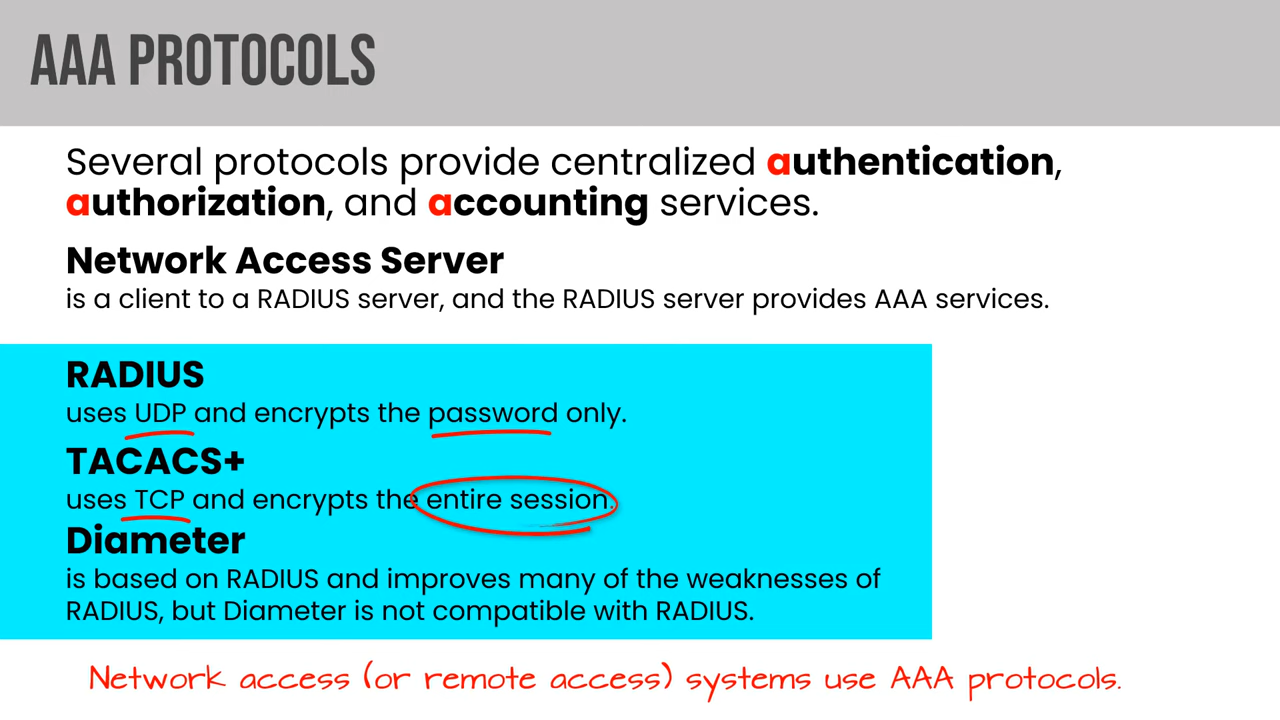 AAA PROTOCOLS
Several protocols provide centralized authentication,
authorization, and accounting services.
Network Access Server
is a client to a RADIUS server, and the RADIUS server provides AAA services.
RADIUS
uses UDP and encrypts the password only.
TACACS+
uses TCP and encrypts the entire session.
Diameter
is based on RADIUS and improves many of the weaknesses of
RADIUS, but Diameter is not compatible with RADIUS.
Network access (or remote access) systems use AAA protocols.